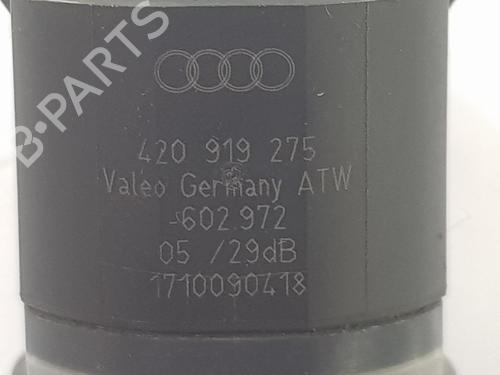 B-PARTS
420 919 275
Valeo Germany ATW
-602.972
05 /29dB
1710090418